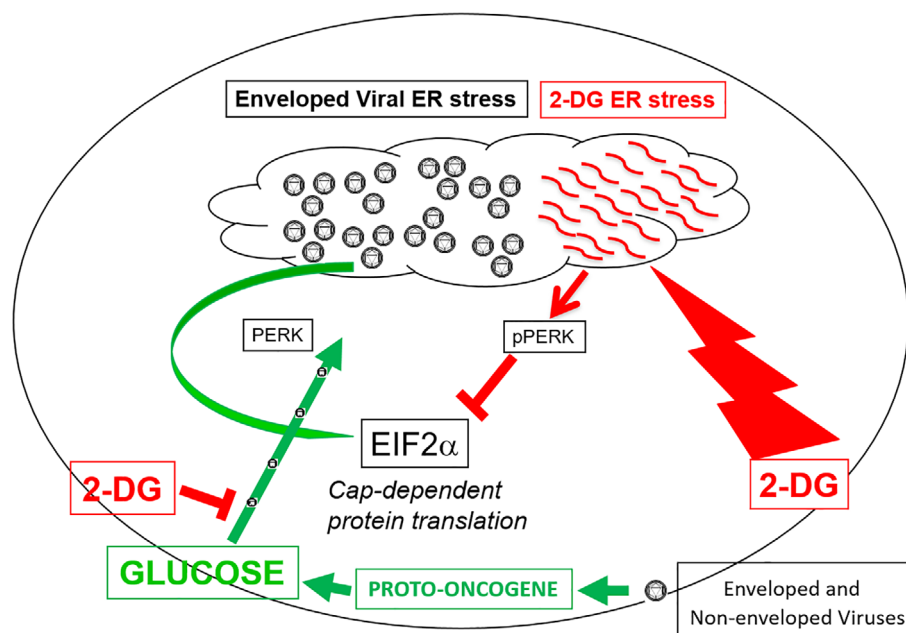 Enveloped Viral ER stress
2-DG ER stress
PERK
pPERK
EIF2α
Cap-dependent
protein translation
2-DG
2-DG
GLUCOSE
PROTO-ONCOGENE
Enveloped and
Non-enveloped Viruses